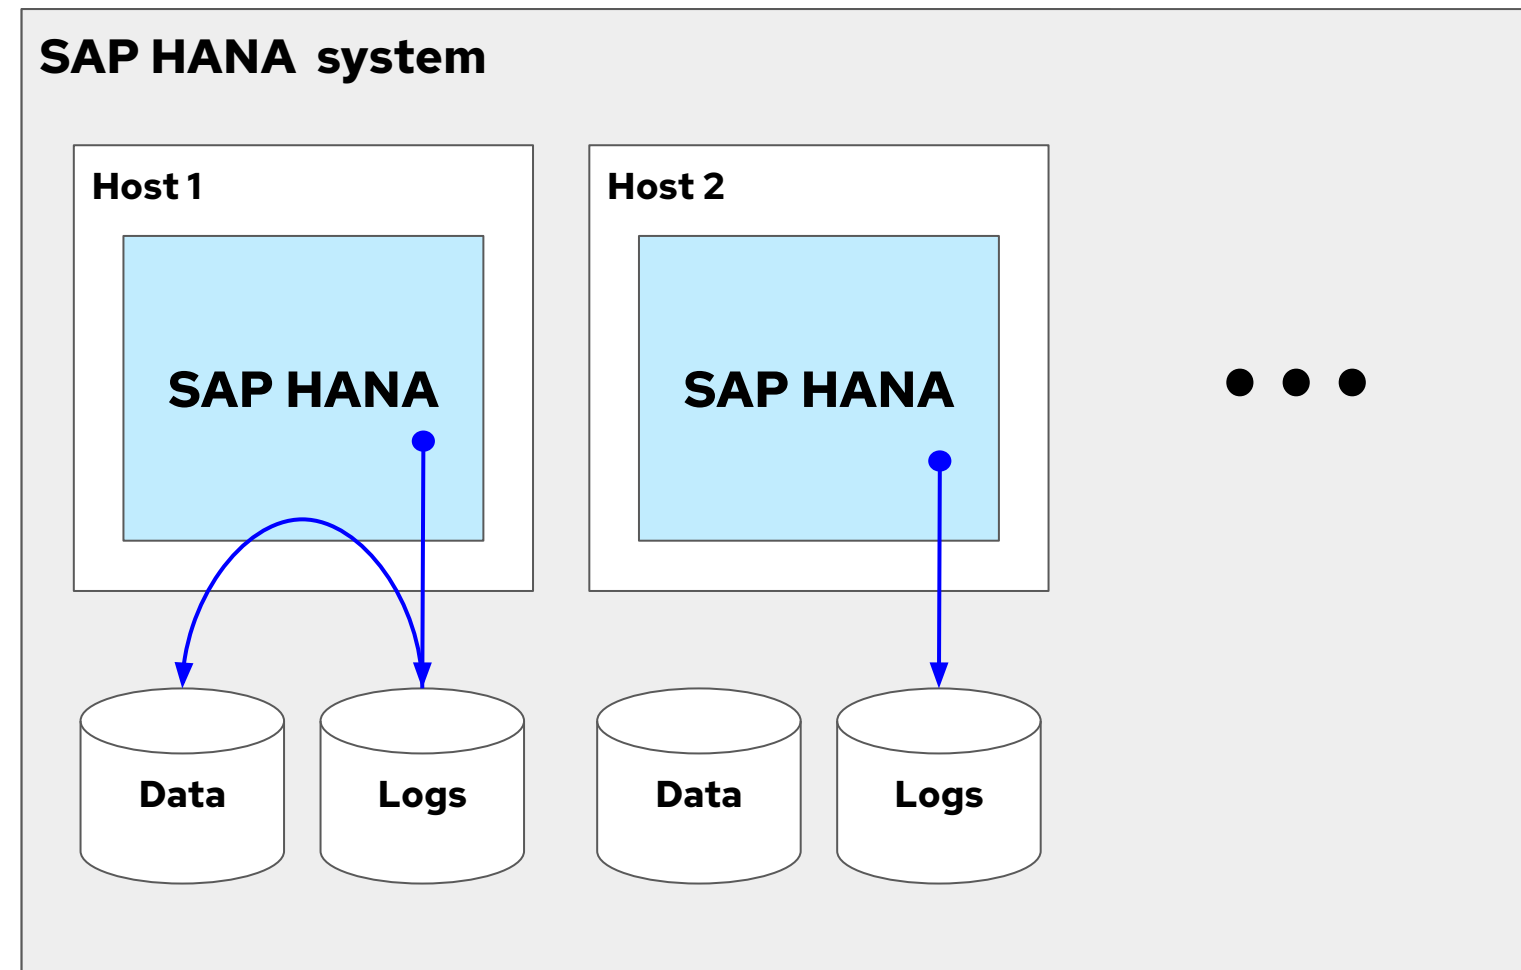 SAP HANA system
Host 1
Host 2
SAP HANA
SAP HANA
Data
Logs
Data
Logs